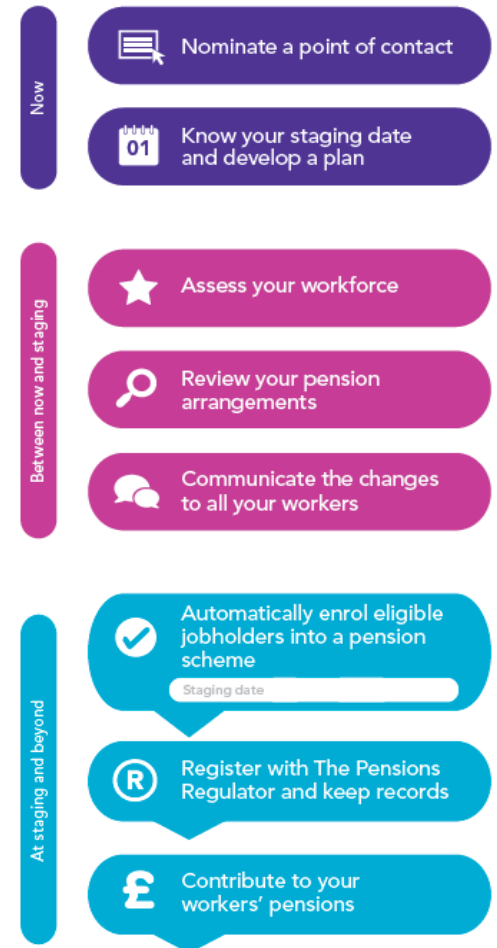 Now
Nominate a point of contact
01
Know your staging date
and develop a plan
Between now and staging
Assess your workforce
Review your pension
arrangements
Communicate the changes
to all your workers
At staging and beyond
Automatically enrol eligible
jobholders into a pension
scheme
Staging date
R
Register with The Pensions
Regulator and keep records
£
Contribute to your
workers' pensions